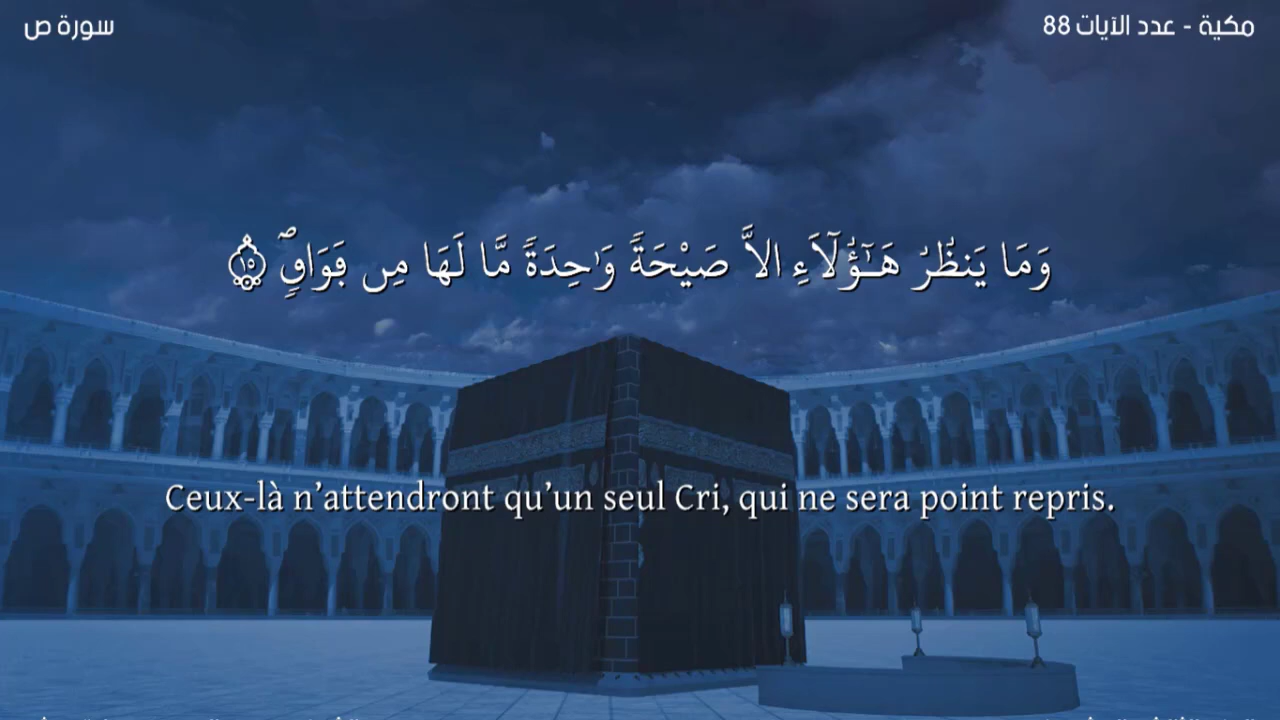 مكية - عدد الآيات 88
سورة ص
وَمَا يَنظُرُ هَـٰٓؤُلَآءِ الاَّ صَيْحَةً وَٰحِدَةً مَّا لَهَا مِن فَوَاقٍ ١٥
Ceux-là n’attendront qu’un seul Cri, qui ne sera point repris.